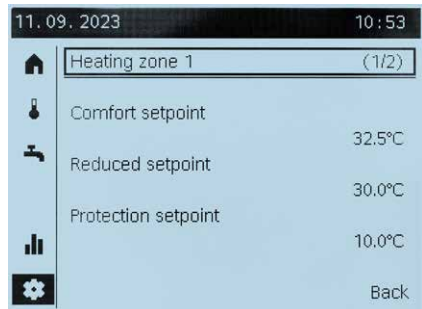 11.09.2023 10:53
Heating zone 1 (1/2)
Comfort setpoint
32.5°C
Reduced setpoint
30.0°C
Protection setpoint
10.0°C
Back